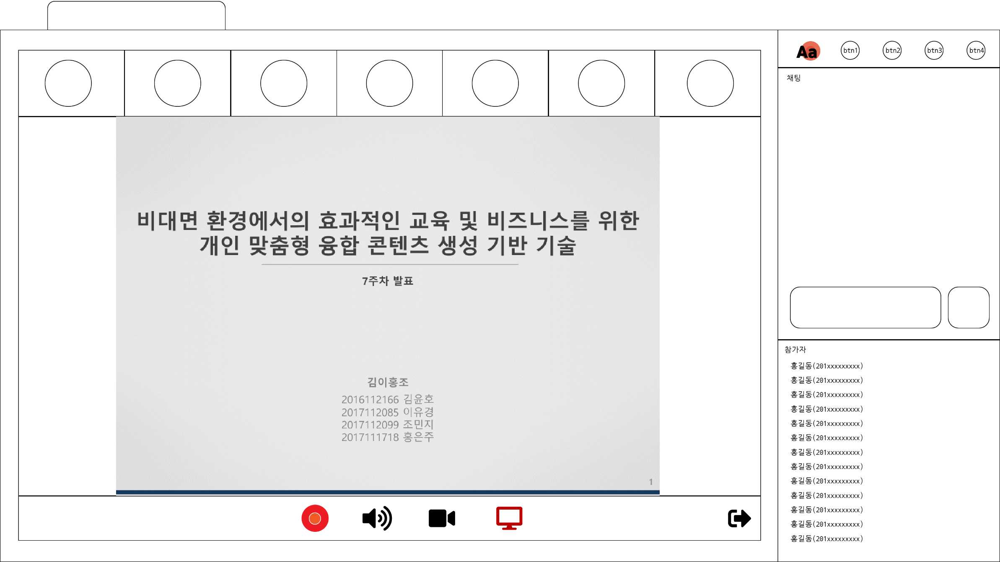 Aa btn1 btn2 btn3 btn4
채팅
비대면 환경에서의 효과적인 교육 및 비즈니스를 위한
개인 맞춤형 융합 콘텐츠 생성 기반 기술
7주차 발표
김이홍조
2016112166 김윤호
2017112085 이유경
2017112099 조민지
2017111718 홍은주
1
참가자
홍길동(201xxxxxxxxx)
홍길동(201xxxxxxxxx)
홍길동(201xxxxxxxxx)
홍길동(201xxxxxxxxx)
홍길동(201xxxxxxxxx)
홍길동(201xxxxxxxxx)
홍길동(201xxxxxxxxx)
홍길동(201xxxxxxxxx)
홍길동(201xxxxxxxxx)
홍길동(201xxxxxxxxx)
홍길동(201xxxxxxxxx)
홍길동(201xxxxxxxxx)
홍길동(201xxxxxxxxx)